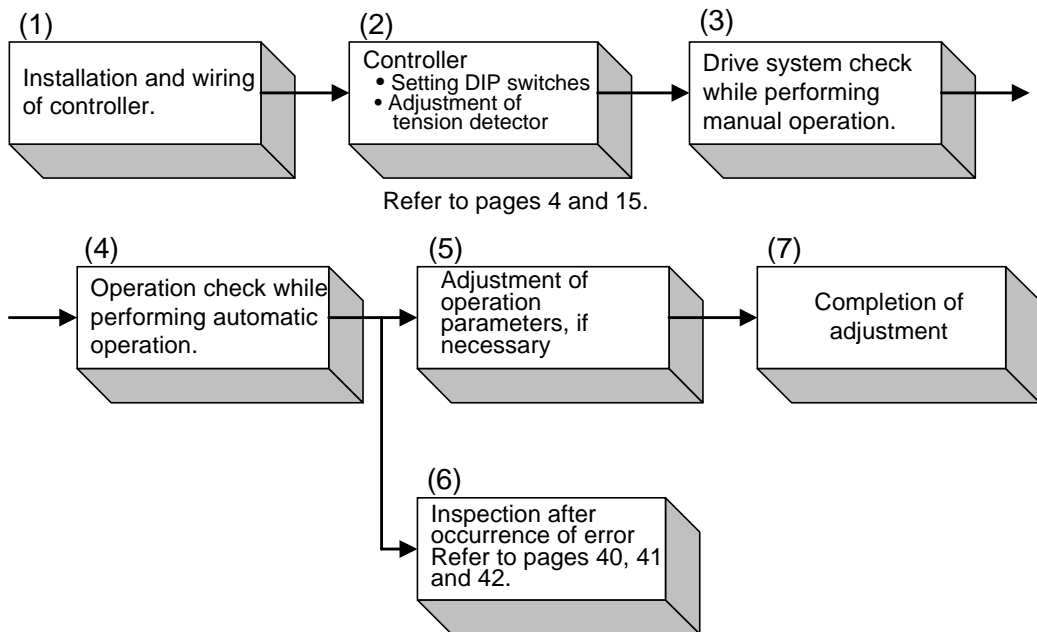 (1)
Installation and wiring
of controller.
(2)
Controller
• Setting DIP switches
• Adjustment of
tension detector
(3)
Drive system check
while performing
manual operation.
Refer to pages 4 and 15.
(4)
Operation check while
performing automatic
operation.
(5)
Adjustment of
operation
parameters, if
necessary
(7)
Completion of
adjustment
(6)
Inspection after
occurrence of error
Refer to pages 40, 41
and 42.